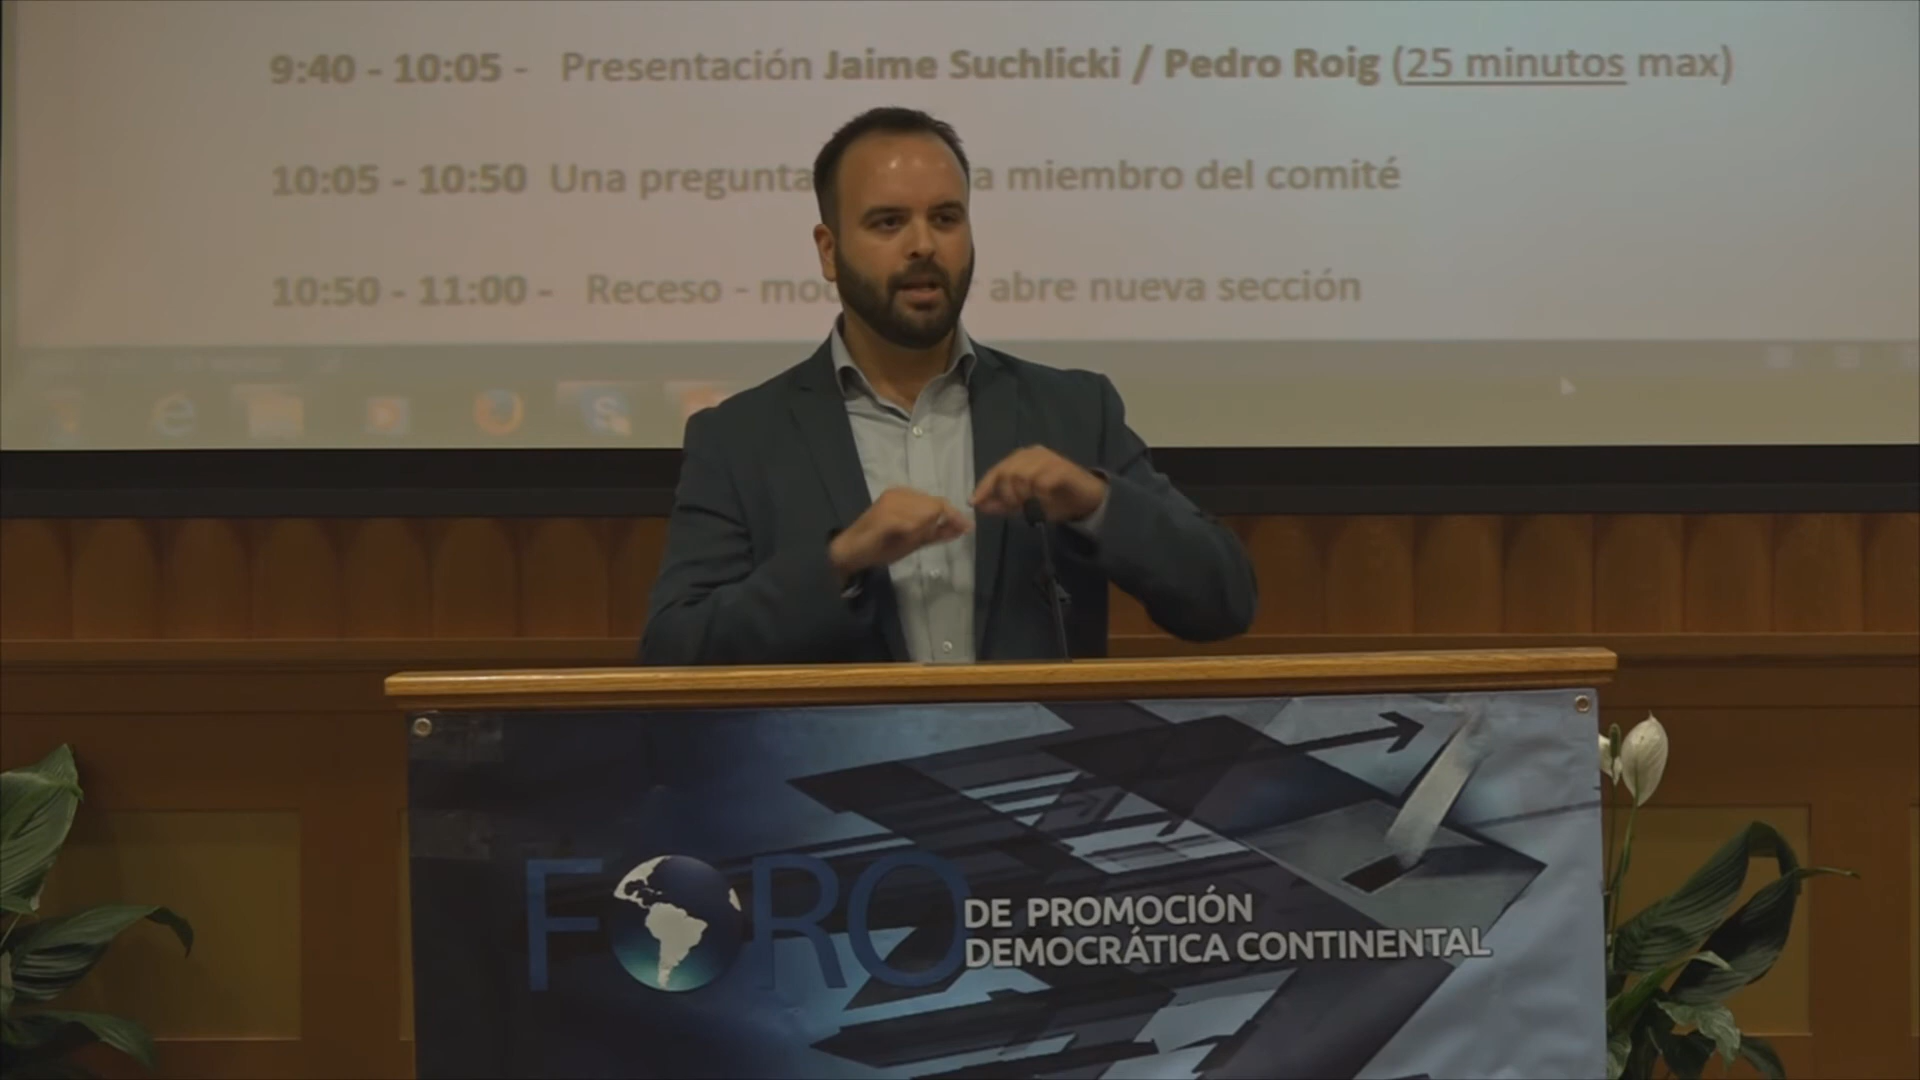 9:40 - 10:05 - Presentación Jaime Suchlicki / Pedro Roig (25 minutos max)
10:05 - 10:50 Una pregunta a miembro del comité
10:50 - 11:00 - Receso - mo abre nueva sección
FORO
DE PROMOCIÓN
DEMOCRÁTICA CONTINENTAL